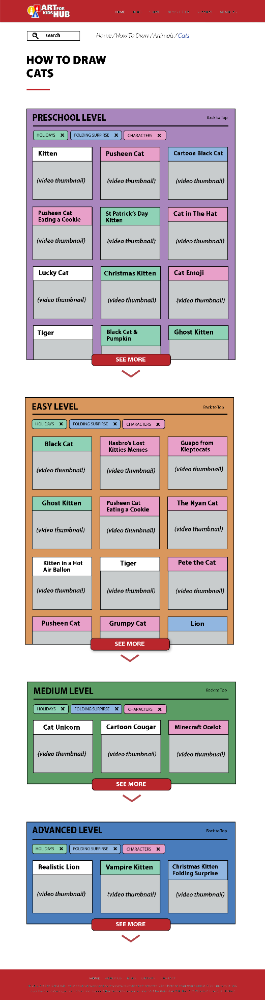 ART FOR
KIDS HUB
HOME BLOG STORE NEWSLETTER SUPPORT MEMBERS
search
Home / How To Draw / Animals / Cats
HOW TO DRAW
CATS
PRESCHOOL LEVEL
Back to Top
HOLIDAYS X FOLDING SURPIRSE X CHARACTERS X
Kitten
Pusheen Cat
Cartoon Black Cat
(video thumbnail)
(video thumbnail)
(video thumbnail)
Pusheen Cat
Eating a Cookie
St Patrick's Day
Kitten
Cat in The Hat
(video thumbnail)
(video thumbnail)
(video thumbnail)
Lucky Cat
Christmas Kitten
Cat Emoji
(video thumbnail)
(video thumbnail)
(video thumbnail)
Tiger
Black Cat &
Pumpkin
Ghost Kitten
SEE MORE
EASY LEVEL
Back to Top
HOLIDAYS X FOLDING SURPIRSE X CHARACTERS X
Black Cat
Hasbro's Lost
Kitties Memes
Guapo from
Kleptocats
(video thumbnail)
(video thumbnail)
(video thumbnail)
Ghost Kitten
Pusheen Cat
Eating a Cookie
The Nyan Cat
(video thumbnail)
(video thumbnail)
(video thumbnail)
Kitten in a Hot
Air Ballon
Tiger
Pete the Cat
(video thumbnail)
(video thumbnail)
(video thumbnail)
Pusheen Cat
Grumpy Cat
Lion
SEE MORE
MEDIUM LEVEL
Back to Top
HOLIDAYS X FOLDING SURPIRSE X CHARACTERS X
Cat Unicorn
Cartoon Cougar
Minecraft Ocelot
(video thumbnail)
(video thumbnail)
(video thumbnail)
SEE MORE
ADVANCED LEVEL
Back to Top
HOLIDAYS X FOLDING SURPIRSE X CHARACTERS X
Realistic Lion
Vampire Kitten
Christmas Kitten
Folding Surprise
(video thumbnail)
(video thumbnail)
(video thumbnail)
SEE MORE
HOME ABOUT US BLOG CONTACT